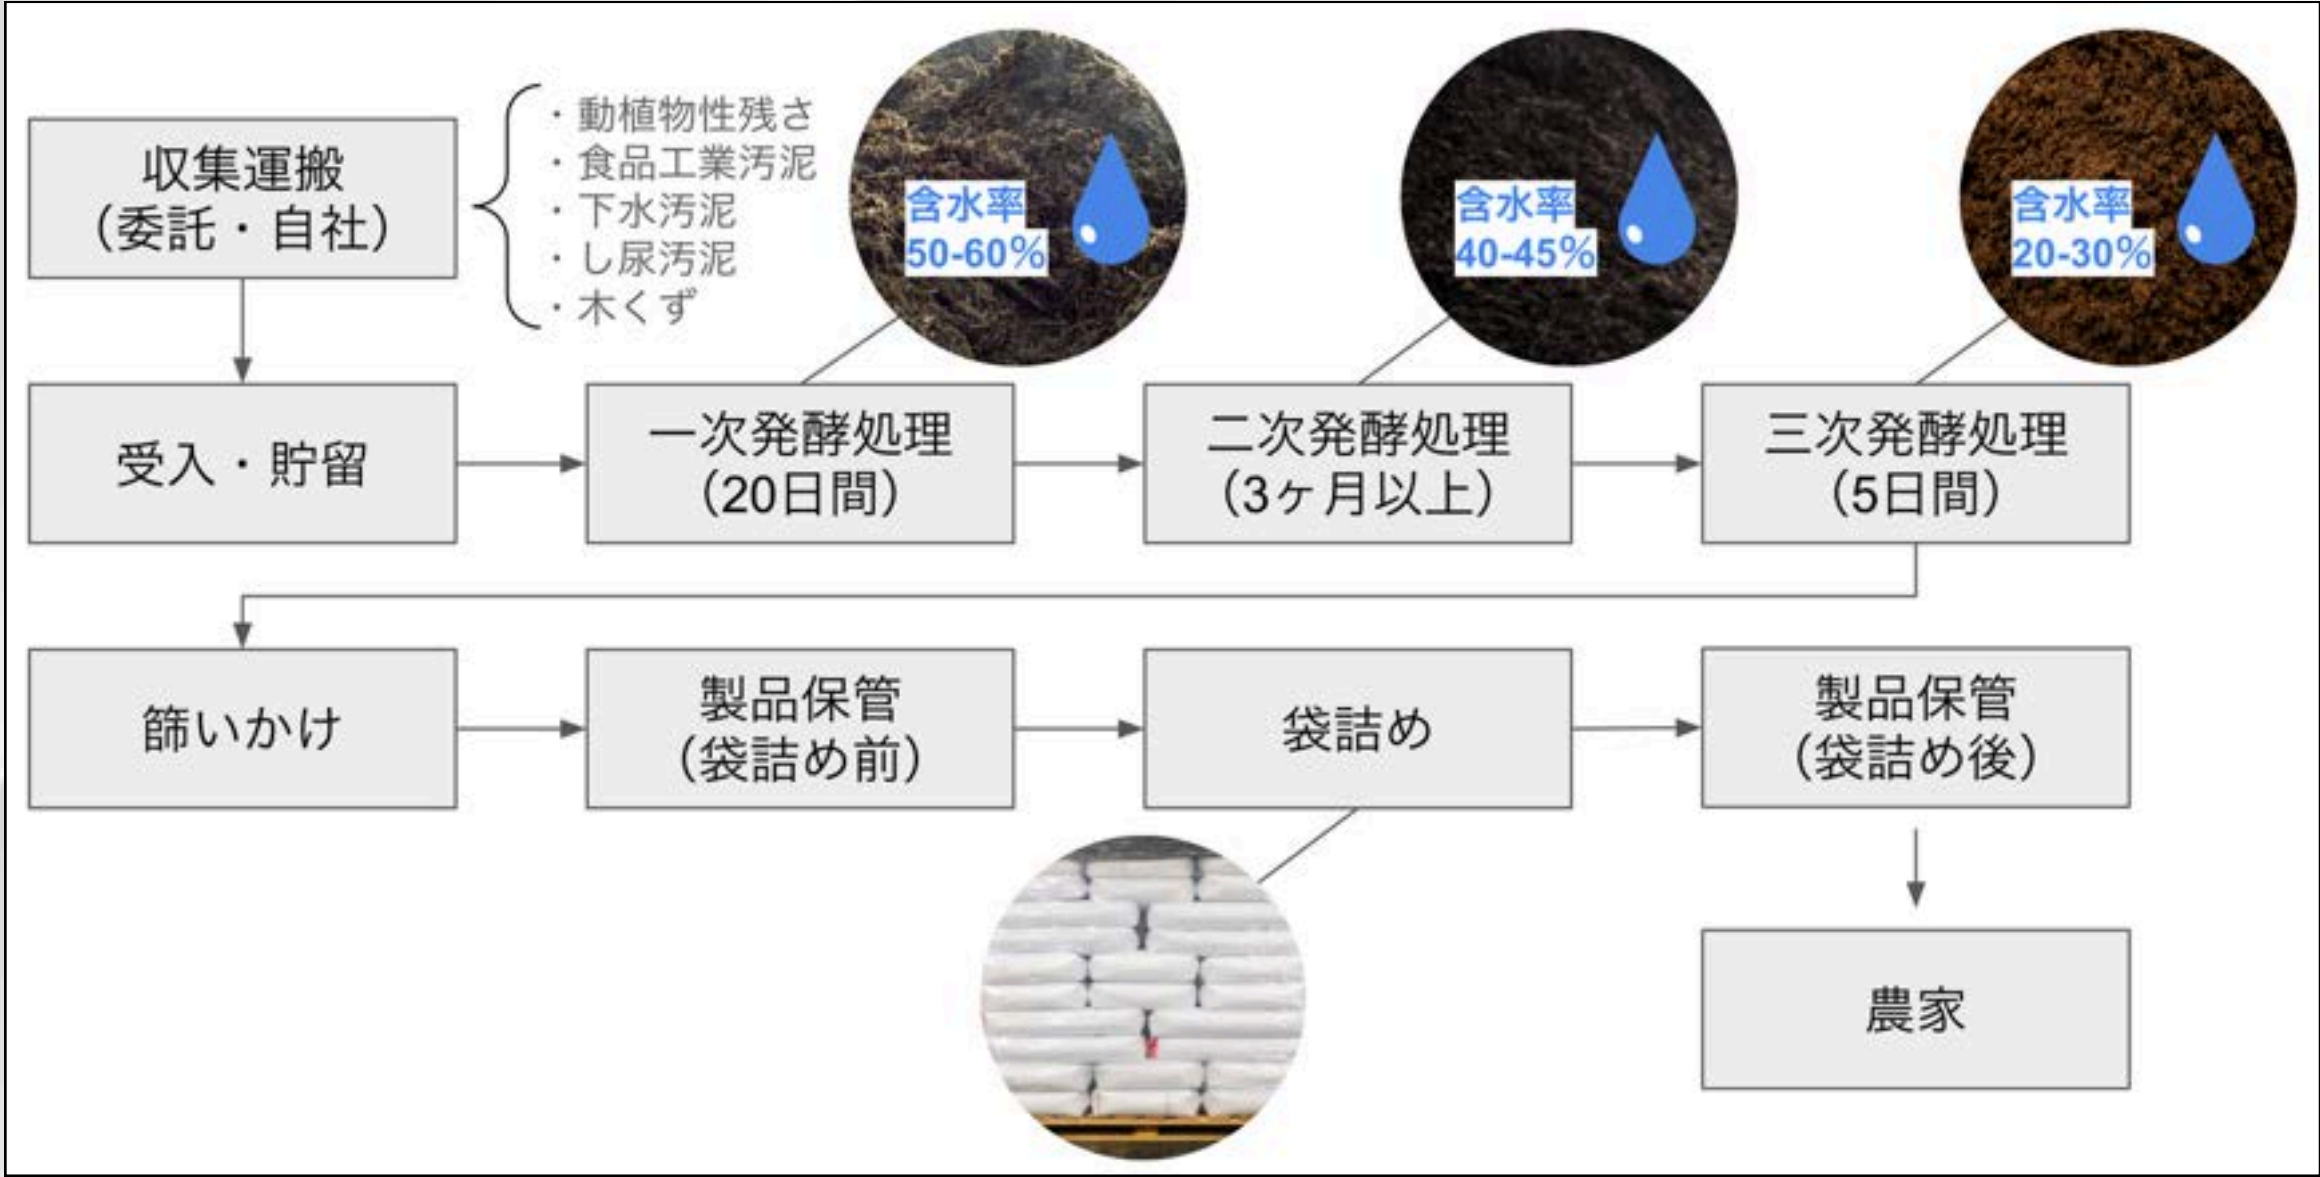 収集運搬
（委託・自社）
・動植物性残さ
・食品工業汚泥
・下水汚泥
・し尿汚泥
・木くず
含水率
50-60%
含水率
40-45%
含水率
20-30%
受入・貯留
一次発酵処理
（20日間）
二次発酵処理
（3ヶ月以上）
三次発酵処理
（5日間）
篩いかけ
製品保管
（袋詰め前）
袋詰め
製品保管
（袋詰め後）
農家